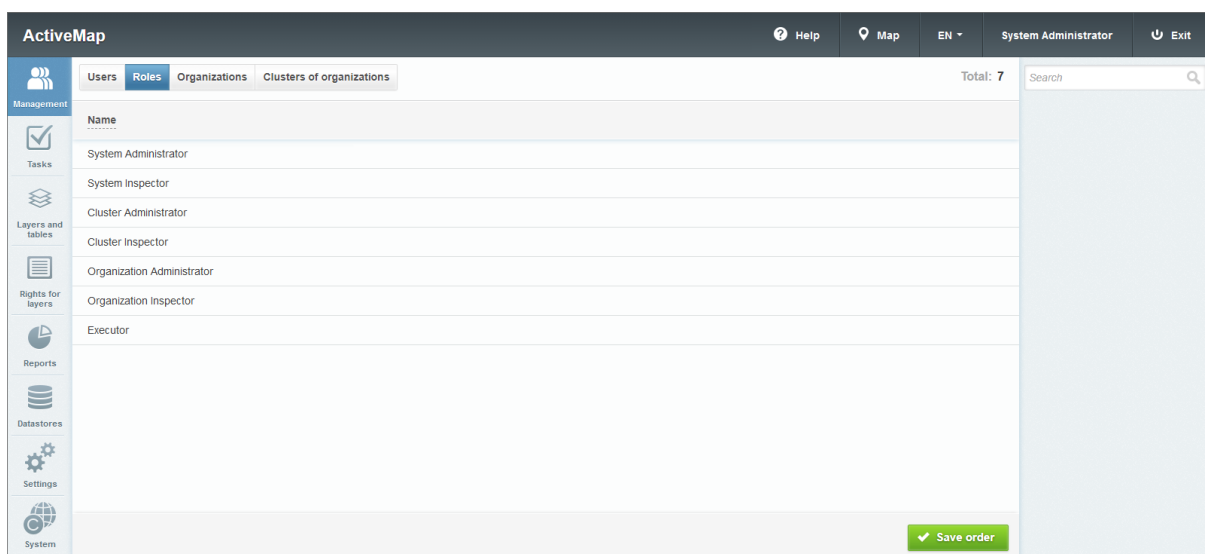 ActiveMap
Help
Map
EN
System Administrator
Exit
Management
Tasks
Layers and
tables
Rights for
layers
Reports
Datastores
Settings
System
Users
Roles
Organizations
Clusters of organizations
Total: 7
Search
Name
System Administrator
System Inspector
Cluster Administrator
Cluster Inspector
Organization Administrator
Organization Inspector
Executor
Save order